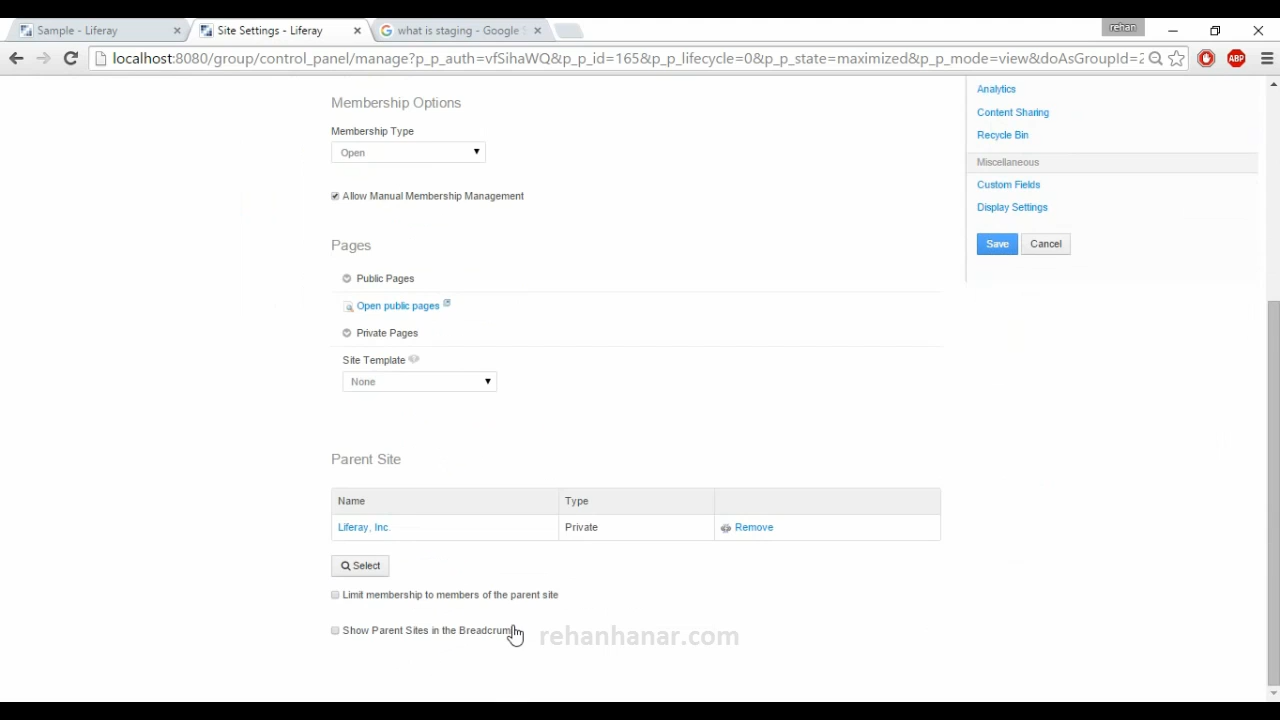 Sample - Liferay
Site Settings - Liferay
what is staging - Google
rehan
localhost:8080/group/control_panel/manage?p_p_auth=vfSihaWQ&p_p_id=165&p_p_lifecycle=0&p_p_state=maximized&p_p_mode=view&doAsGroupId=2
ABP
Membership Options
Membership Type
Open
Allow Manual Membership Management
Pages
Public Pages
Open public pages
Private Pages
Site Template
None
Parent Site
Name Type
Liferay, Inc. Private Remove
Select
Limit membership to members of the parent site
Show Parent Sites in the Breadcrum
rehanhanar.com
Analytics
Content Sharing
Recycle Bin
Miscellaneous
Custom Fields
Display Settings
Save Cancel